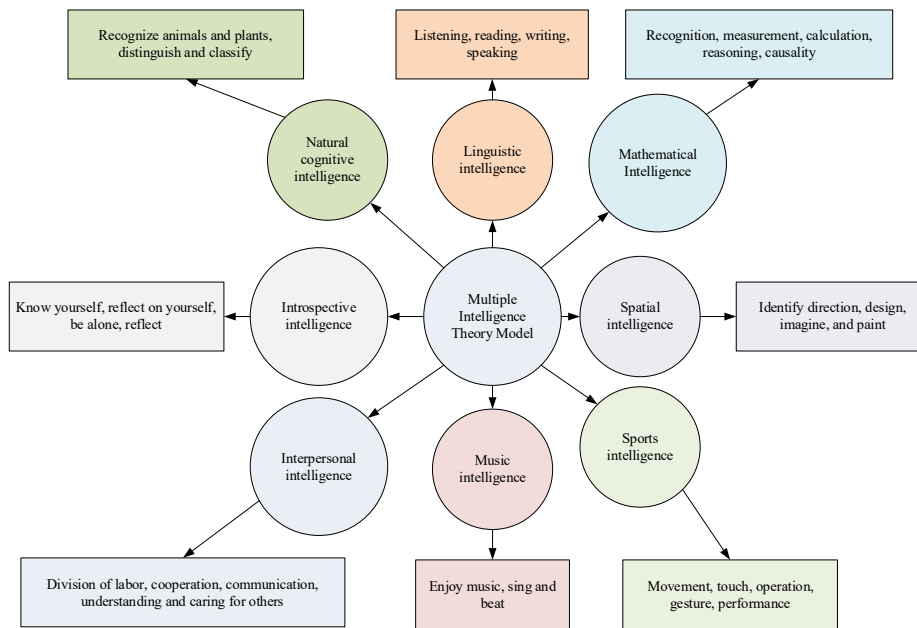 Recognize animals and plants,
distinguish and classify
Listening, reading, writing,
speaking
Recognition, measurement, calculation,
reasoning, causality
Natural
cognitive
intelligence
Linguistic
intelligence
Mathematical
Intelligence
Know yourself, reflect on yourself,
be alone, reflect
Introspective
intelligence
Multiple
Intelligence
Theory Model
Spatial
intelligence
Identify direction, design,
imagine, and paint
Interpersonal
intelligence
Music
intelligence
Sports
intelligence
Division of labor, cooperation, communication,
understanding and caring for others
Enjoy music, sing and
beat
Movement, touch, operation,
gesture, performance